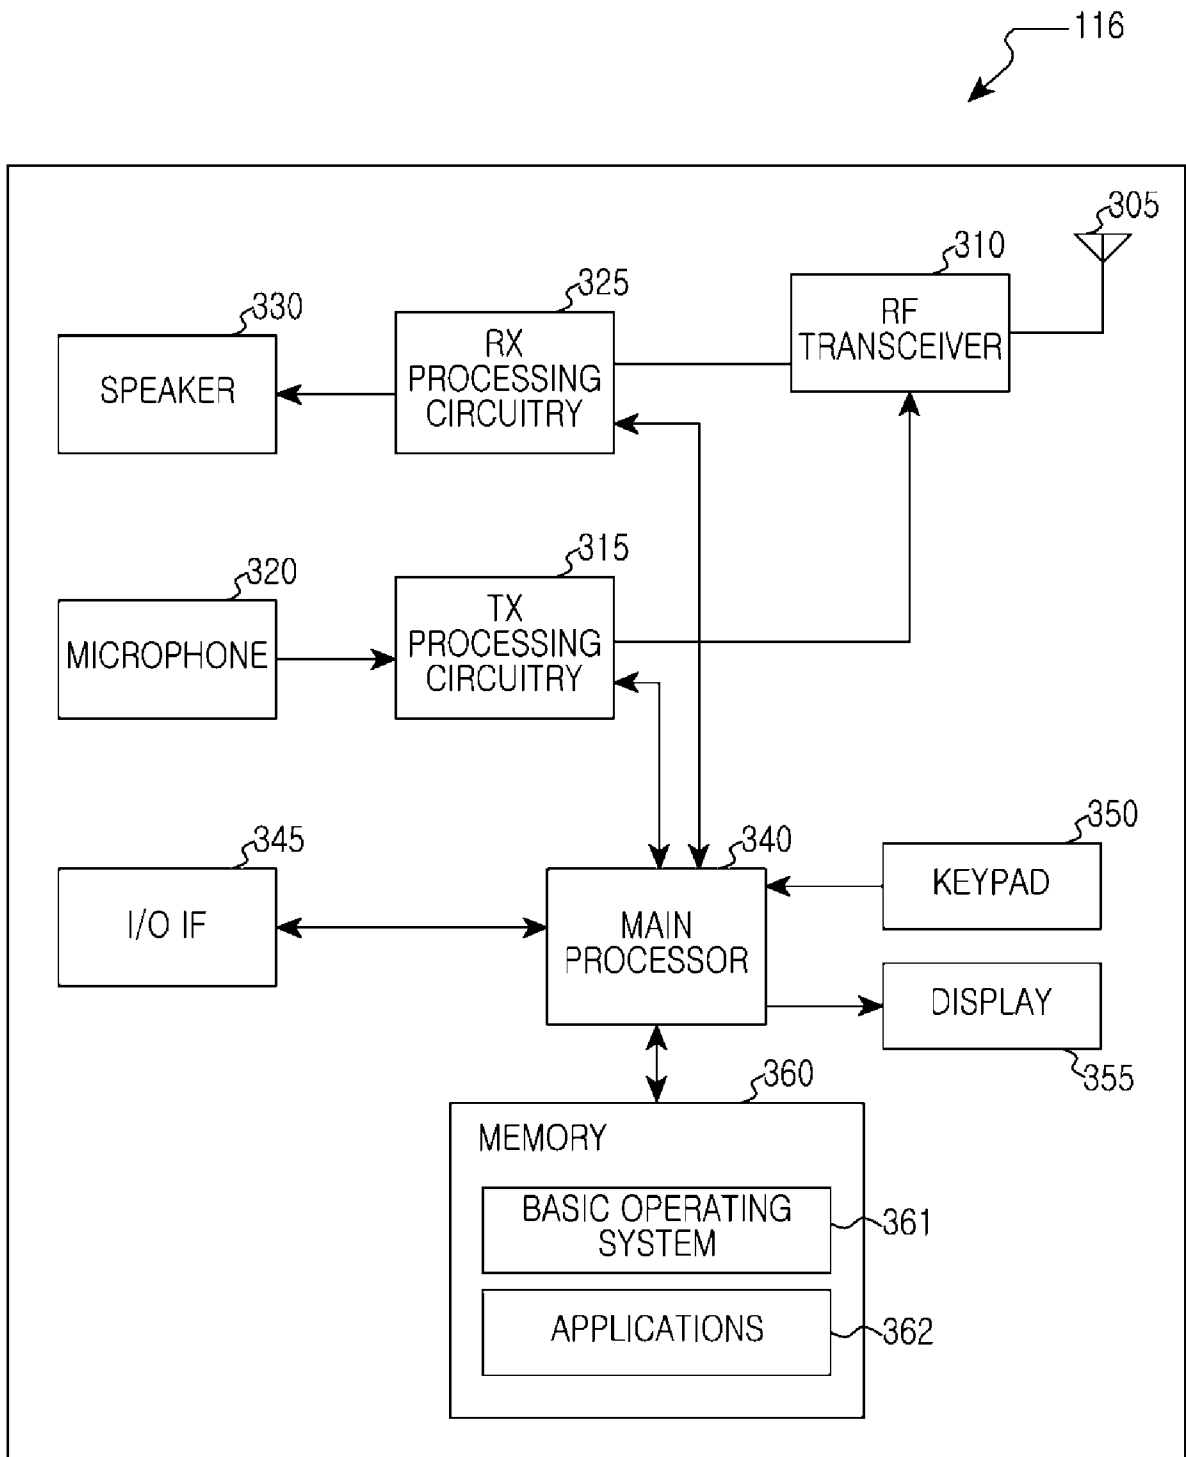 116
305
310
RF
TRANSCEIVER
325
RX
PROCESSING
CIRCUITRY
330
SPEAKER
315
TX
PROCESSING
CIRCUITRY
320
MICROPHONE
345
I/O IF
340
MAIN
PROCESSOR
350
KEYPAD
DISPLAY
355
360
MEMORY
BASIC OPERATING
SYSTEM
361
APPLICATIONS
362